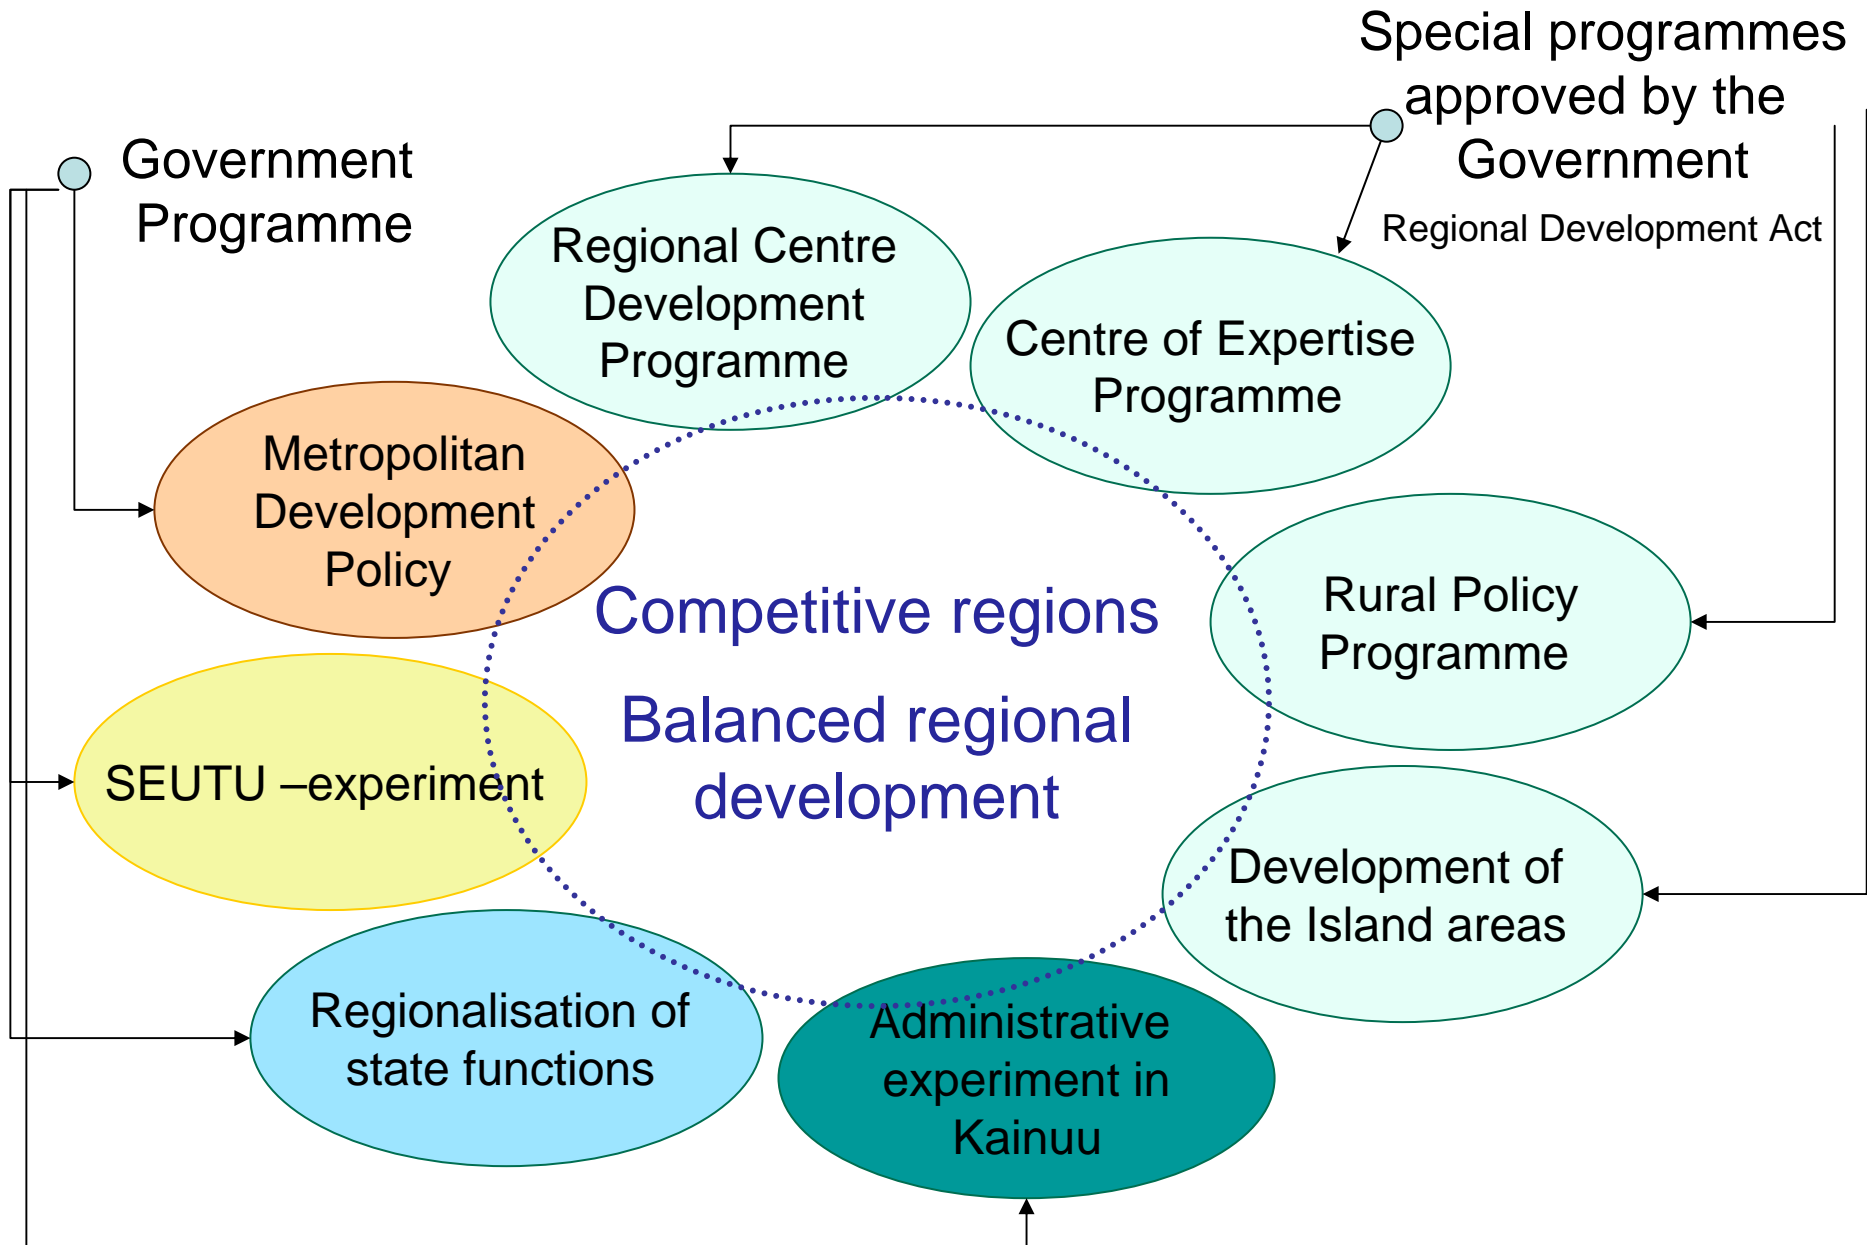 Special programmes
approved by the
Government
Regional Development Act
Government
Programme
Regional Centre
Development
Programme
Centre of Expertise
Programme
Metropolitan
Development
Policy
Competitive regions
Balanced regional
development
Rural Policy
Programme
SEUTU –experiment
Development of
the Island areas
Regionalisation of
state functions
Administrative
experiment in
Kainuu